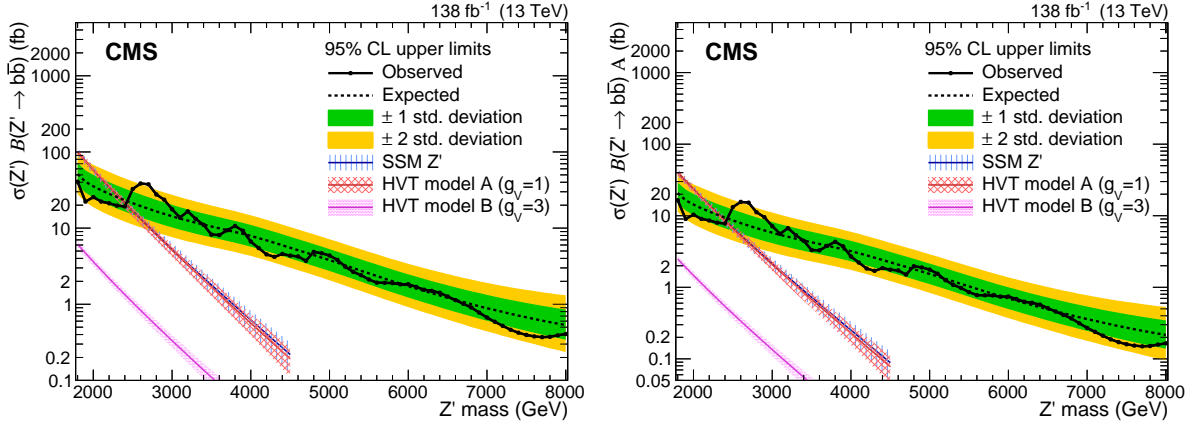 138 fb⁻¹ (13 TeV)
CMS
95% CL upper limits
Observed
Expected
± 1 std. deviation
± 2 std. deviation
SSM Z'
HVT model A (g_V=1)
HVT model B (g_V=3)
σ(Z') B(Z' → bb̅) (fb)
1000
200
100
20
10
2
1
0.2
0.1
2000 3000 4000 5000 6000 7000 8000
Z' mass (GeV)
138 fb⁻¹ (13 TeV)
CMS
95% CL upper limits
Observed
Expected
± 1 std. deviation
± 2 std. deviation
SSM Z'
HVT model A (g_V=1)
HVT model B (g_V=3)
σ(Z') B(Z' → bb̅) A (fb)
1000
200
100
20
10
2
1
0.2
0.1
0.05
2000 3000 4000 5000 6000 7000 8000
Z' mass (GeV)